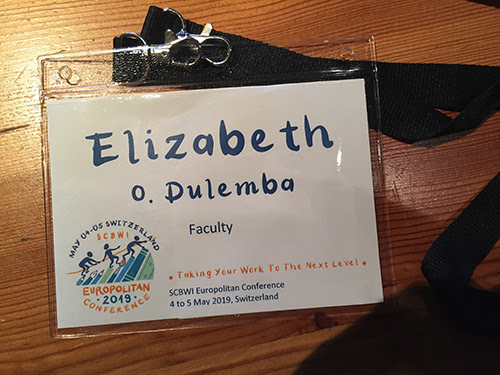 Elizabeth
O. Dulemba
Faculty
MAY 04-05 SWITZERLAND
SCBWI
EUROPOLITAN
• 2019 •
CONFERENCE
• Taking Your Work To The Next Level •
SCBWI Europolitan Conference
4 to 5 May 2019, Switzerland